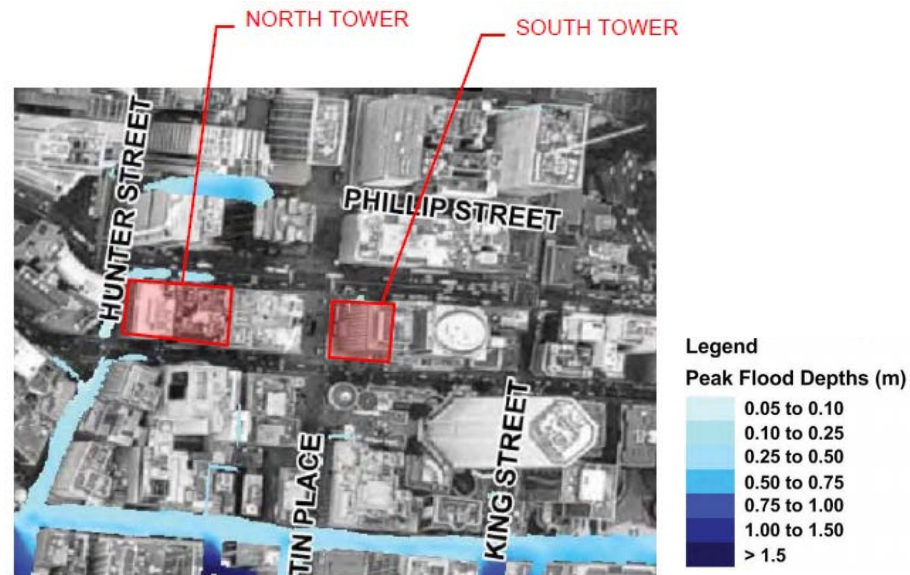 NORTH TOWER
SOUTH TOWER
HUNTER STREET
PHILLIP STREET
TIN PLACE
KING STREET
Legend
Peak Flood Depths (m)
0.05 to 0.10
0.10 to 0.25
0.25 to 0.50
0.50 to 0.75
0.75 to 1.00
1.00 to 1.50
> 1.5